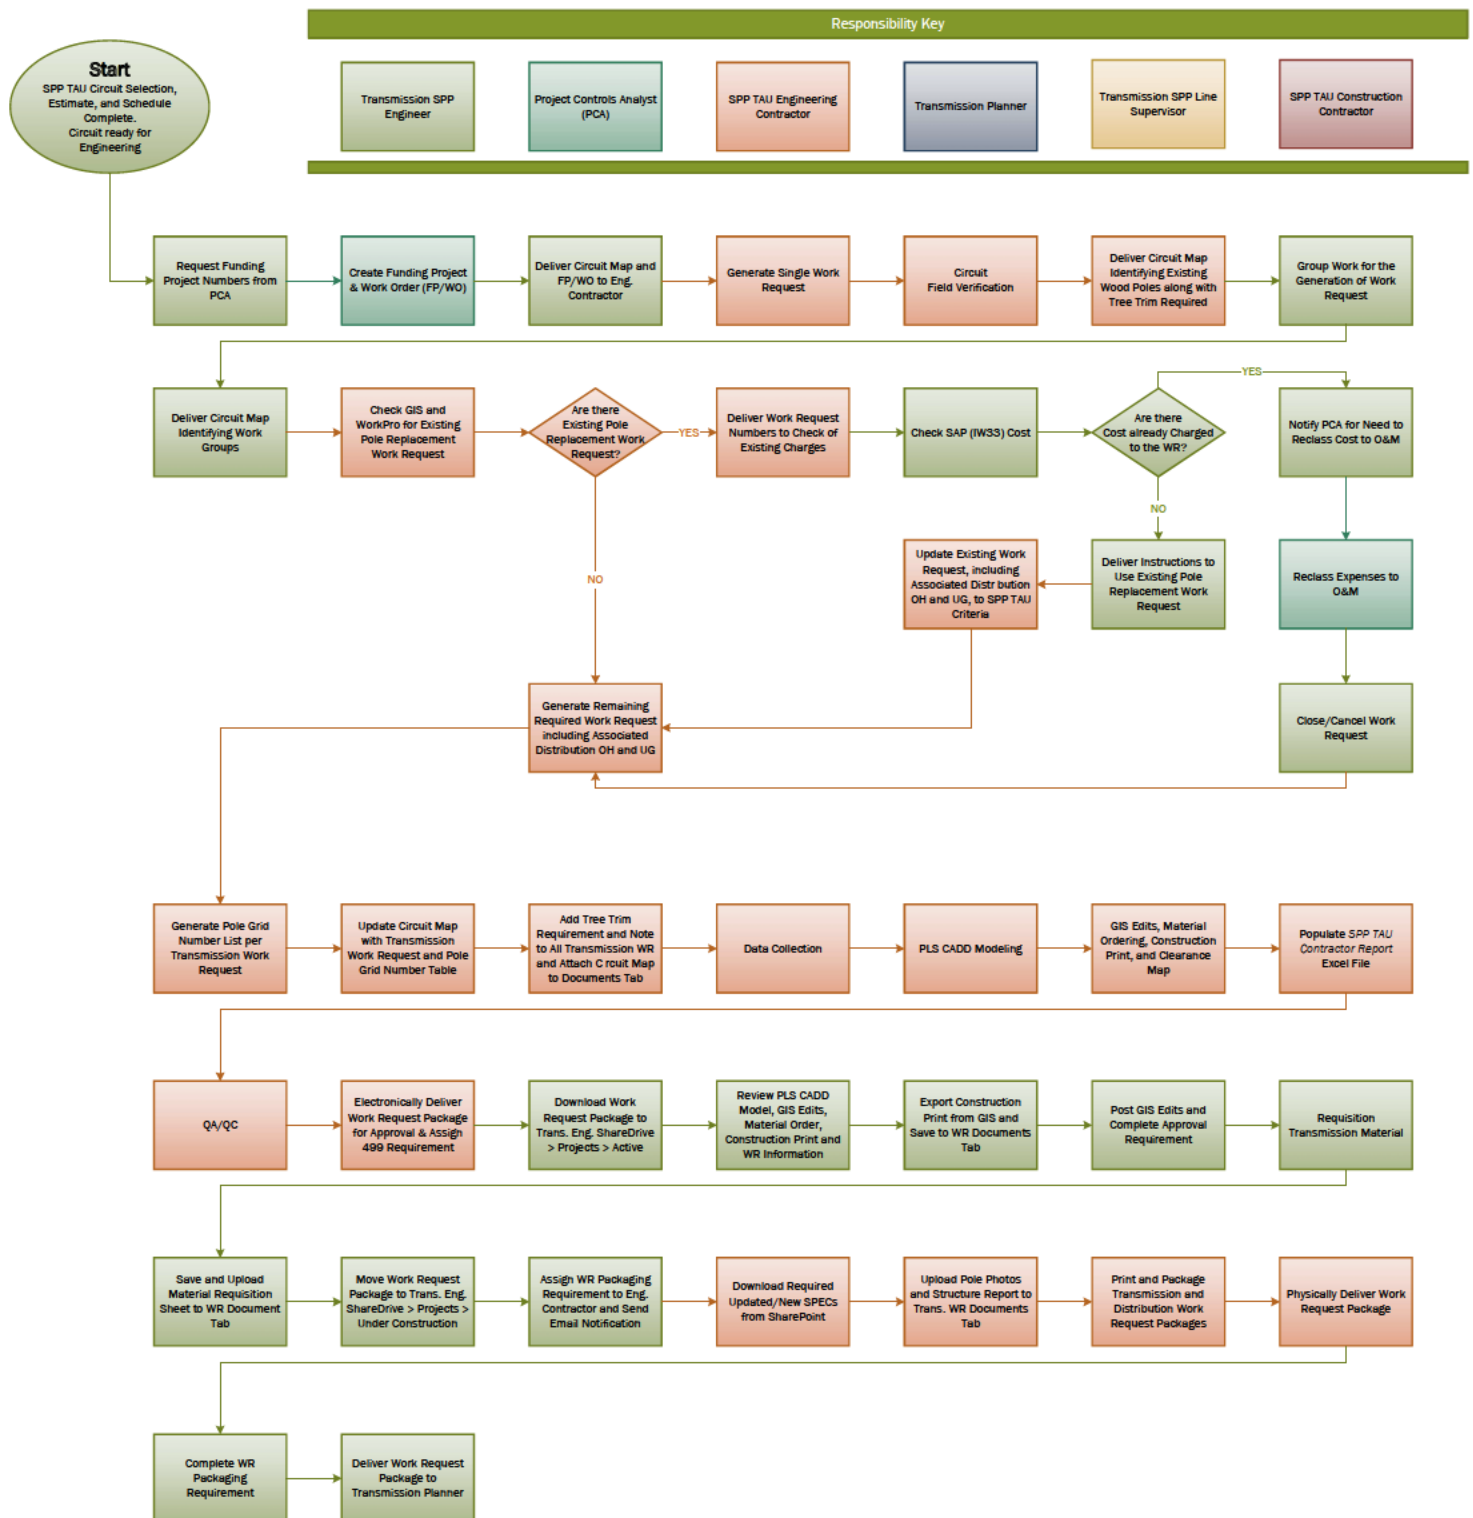 Responsibility Key
Start
SPP TAU Circuit Selection,
Estimate, and Schedule
Complete.
Circuit ready for
Engineering
Transmission SPP
Engineer
Project Controls Analyst
(PCA)
SPP TAU Engineering
Contractor
Transmission Planner
Transmission SPP Line
Supervisor
SPP TAU Construction
Contractor
Request Funding
Project Numbers from
PCA
Create Funding Project
& Work Order (FP/WO)
Deliver Circuit Map and
FP/WO to Eng.
Contractor
Generate Single Work
Request
Circuit
Field Verification
Deliver Circuit Map
Identifying Existing
Wood Poles along with
Tree Trim Required
Group Work for the
Generation of Work
Request
Deliver Circuit Map
Identifying Work
Groups
Check GIS and
WorkPro for Existing
Pole Replacement
Work Request
Are there
Existing Pole
Replacement Work
Request?
YES
Deliver Work Request
Numbers to Check of
Existing Charges
Check SAP (IW33) Cost
Are there
Cost already Charged
to the WR?
YES
Notify PCA for Need to
Reclass Cost to O&M
NO
NO
Update Existing Work
Request, including
Associated Distr bution
OH and UG, to SPP TAU
Criteria
Deliver Instructions to
Use Existing Pole
Replacement Work
Request
Reclass Expenses to
O&M
Generate Remaining
Required Work Request
including Associated
Distribution OH and UG
Close/Cancel Work
Request
Generate Pole Grid
Number List per
Transmission Work
Request
Update Circuit Map
with Transmission
Work Request and Pole
Grid Number Table
Add Tree Trim
Requirement and Note
to All Transmission WR
and Attach C rcuit Map
to Documents Tab
Data Collection
PLS CADD Modeling
GIS Edits, Material
Ordering, Construction
Print, and Clearance
Map
Populate SPP TAU
Contractor Report
Excel File
QA/QC
Electronically Deliver
Work Request Package
for Approval & Assign
499 Requirement
Download Work
Request Package to
Trans. Eng. ShareDrive
> Projects > Active
Review PLS CADD
Model, GIS Edits,
Material Order,
Construction Print and
WR Information
Export Construction
Print from GIS and
Save to WR Documents
Tab
Post GIS Edits and
Complete Approval
Requirement
Requisition
Transmission Material
Save and Upload
Material Requisition
Sheet to WR Document
Tab
Move Work Request
Package to Trans. Eng.
ShareDrive > Projects >
Under Construction
Assign WR Packaging
Requirement to Eng.
Contractor and Send
Email Notification
Download Required
Updated/New SPECs
from SharePoint
Upload Pole Photos
and Structure Report to
Trans. WR Documents
Tab
Print and Package
Transmission and
Distribution Work
Request Packages
Physically Deliver Work
Request Package
Complete WR
Packaging
Requirement
Deliver Work Request
Package to
Transmission Planner